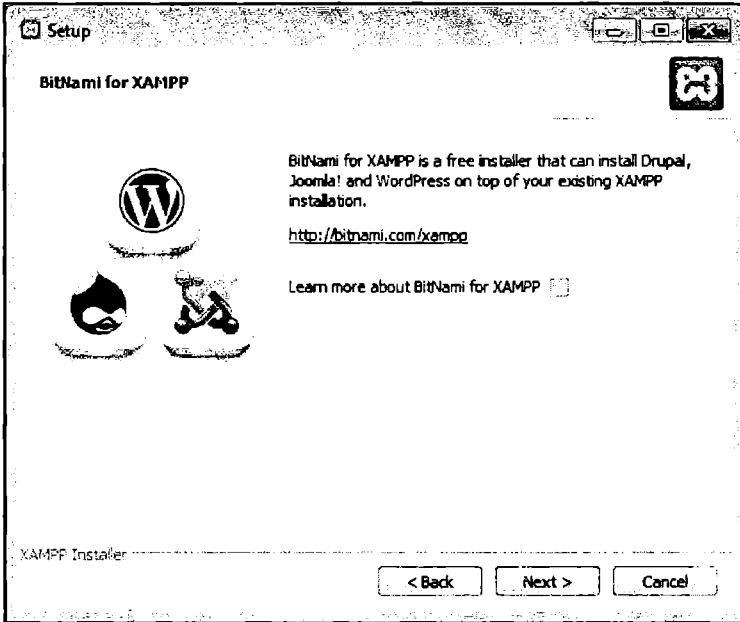 Setup
BitNami for XAMPP
BitNami for XAMPP is a free installer that can install Drupal,
Joomla! and WordPress on top of your existing XAMPP
installation.
http://bitnami.com/xampp
Learn more about BitNami for XAMPP
XAMPP Installer
< Back Next > Cancel